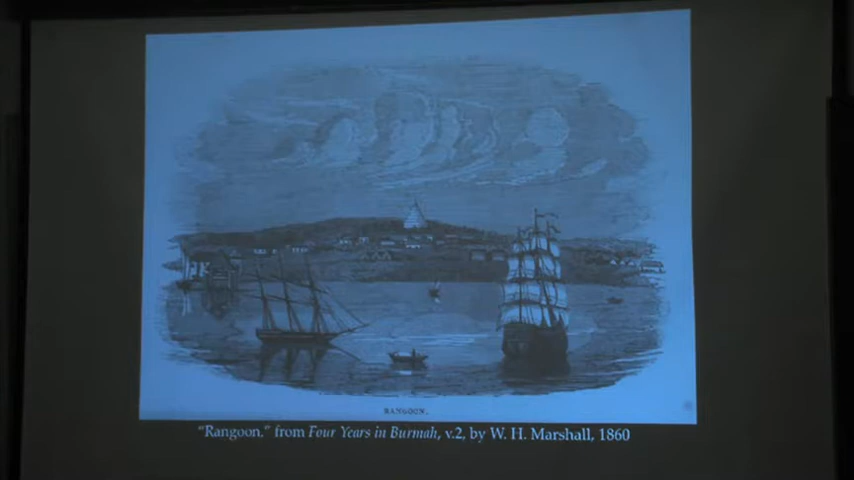 RANGOON.
"Rangoon," from Four Years in Burmah, v.2, by W. H. Marshall, 1860